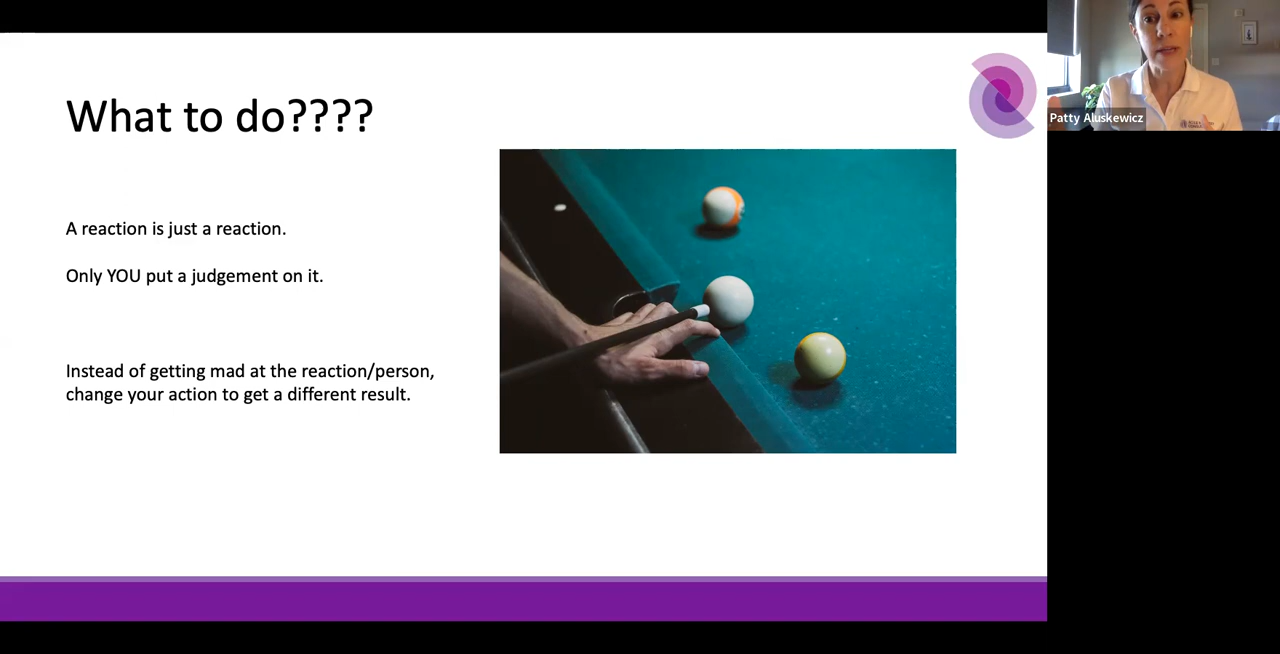 What to do????
A reaction is just a reaction.
Only YOU put a judgement on it.
Instead of getting mad at the reaction/person,
change your action to get a different result.
Patty Aluskewicz